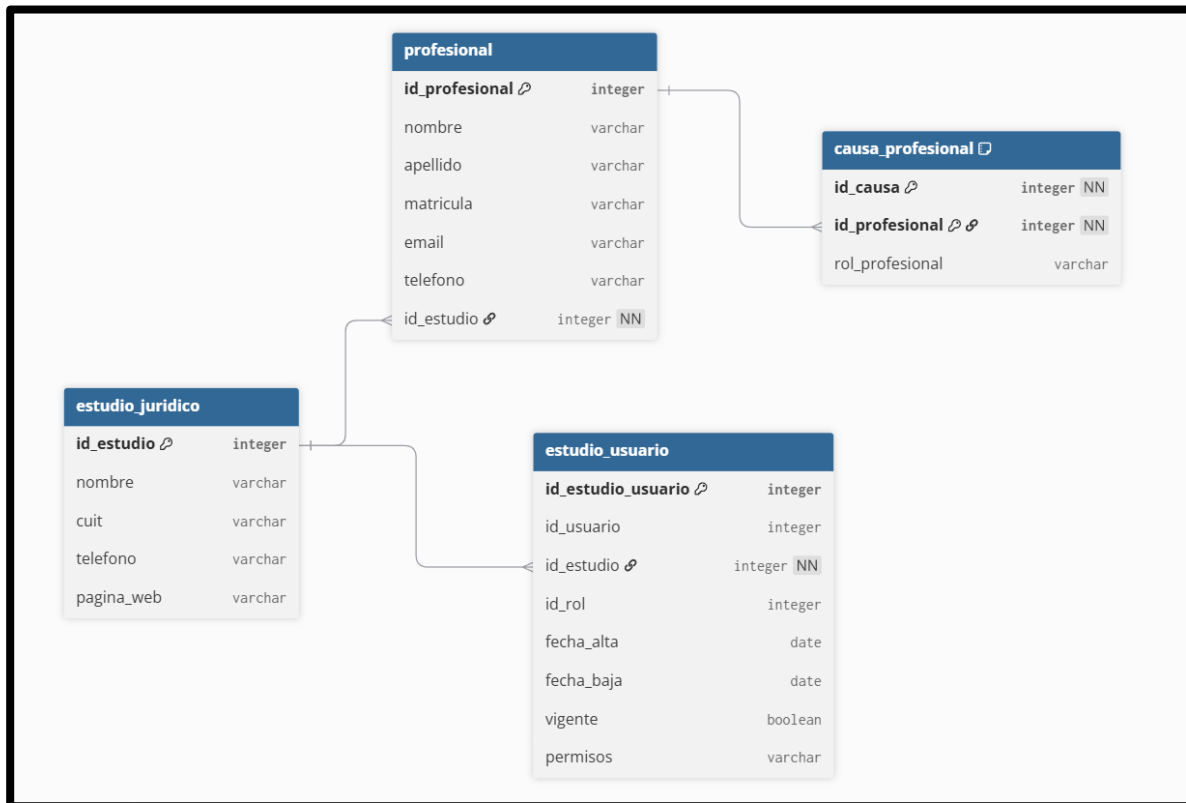 profesional
id_profesional integer
nombre varchar
apellido varchar
matricula varchar
email varchar
telefono varchar
id_estudio integer NN
causa_profesional
id_causa integer NN
id_profesional integer NN
rol_profesional varchar
estudio_juridico
id_estudio integer
nombre varchar
cuit varchar
telefono varchar
pagina_web varchar
estudio_usuario
id_estudio_usuario integer
id_usuario integer
id_estudio integer NN
id_rol integer
fecha_alta date
fecha_baja date
vigente boolean
permisos varchar